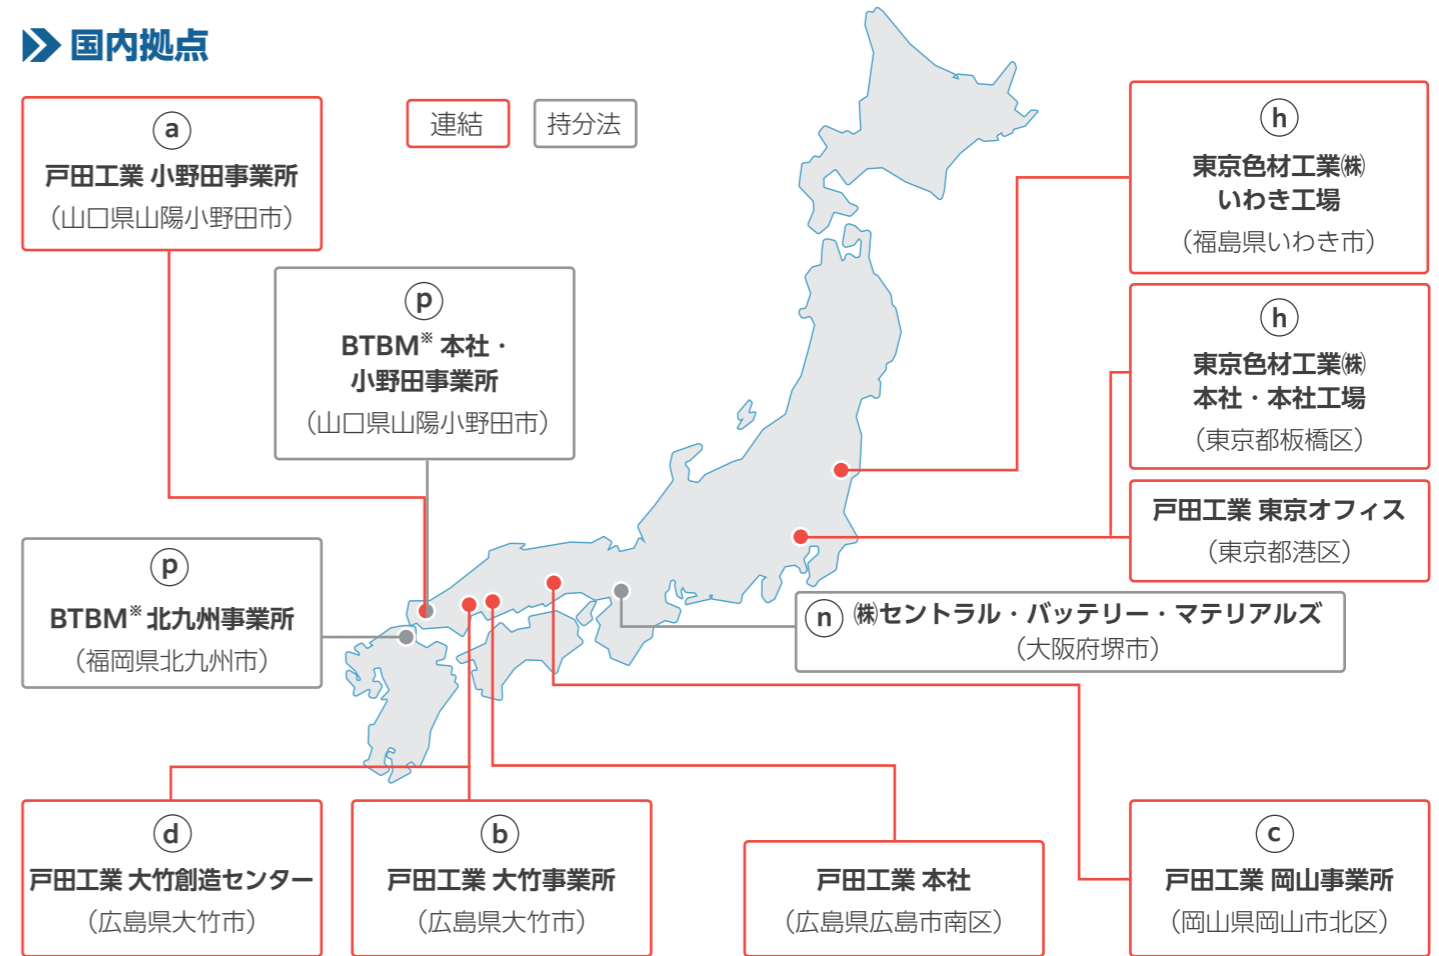 国内拠点
連結
持分法
a
戸田工業 小野田事業所
（山口県山陽小野田市）
p
BTBM※ 本社・
小野田事業所
（山口県山陽小野田市）
p
BTBM※ 北九州事業所
（福岡県北九州市）
h
東京色材工業㈱
いわき工場
（福島県いわき市）
h
東京色材工業㈱
本社・本社工場
（東京都板橋区）
戸田工業 東京オフィス
（東京都港区）
n ㈱セントラル・バッテリー・マテリアルズ
（大阪府堺市）
d
戸田工業 大竹創造センター
（広島県大竹市）
b
戸田工業 大竹事業所
（広島県大竹市）
戸田工業 本社
（広島県広島市南区）
c
戸田工業 岡山事業所
（岡山県岡山市北区）